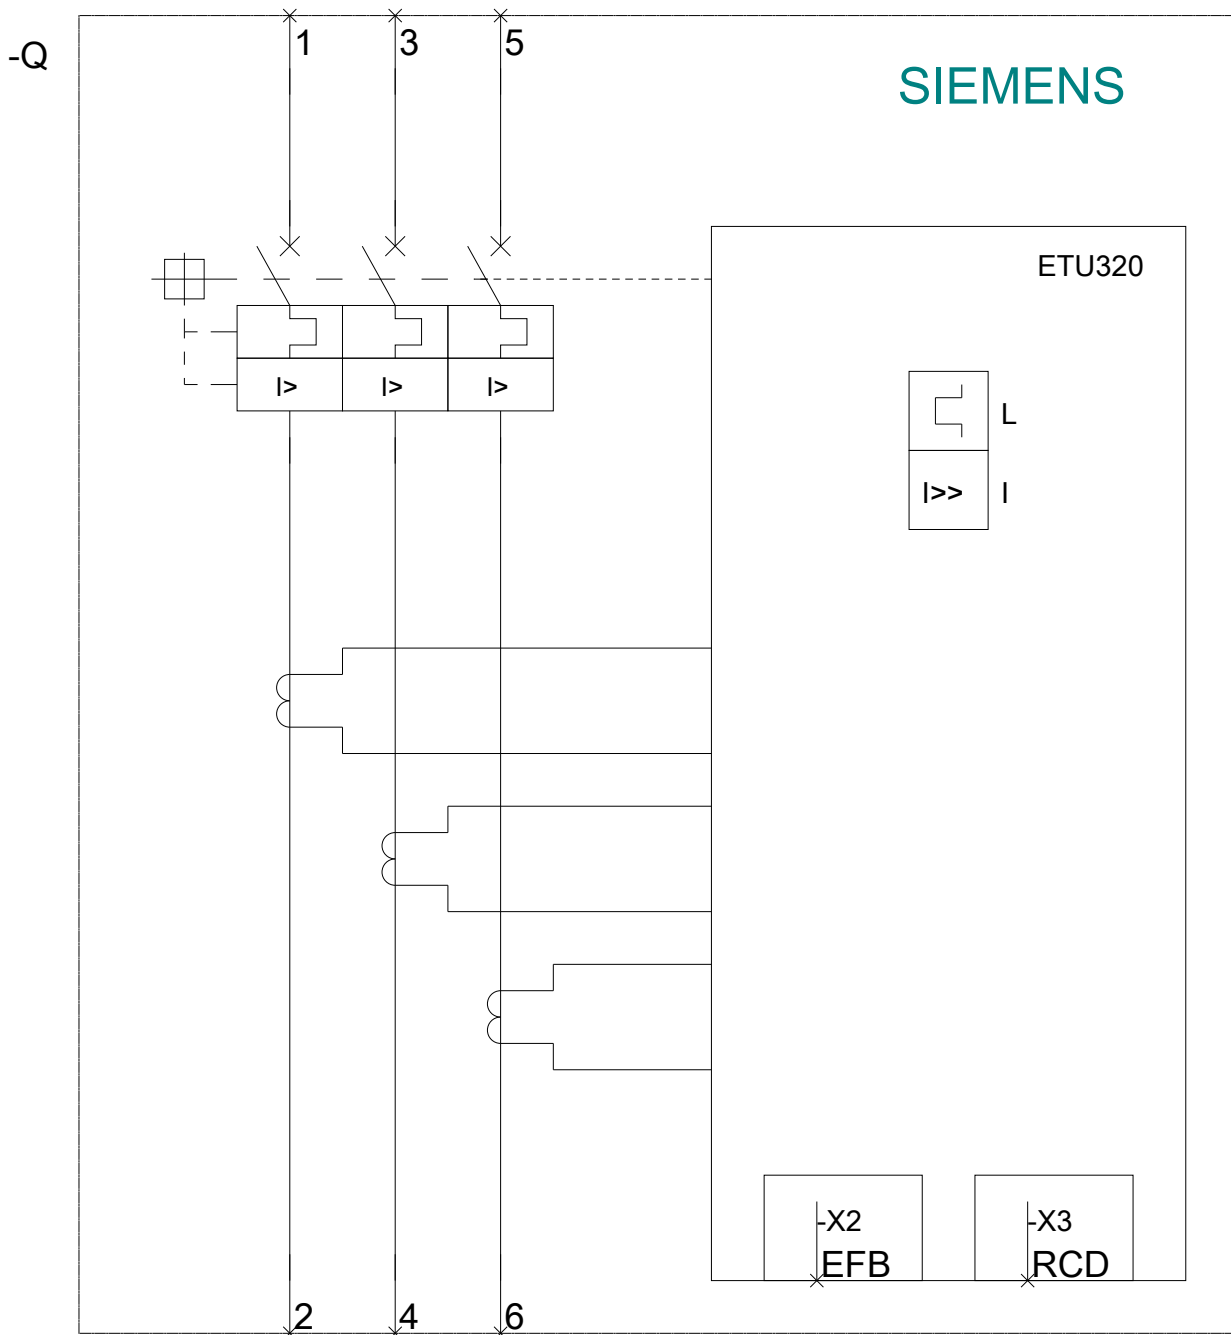 1 3 5
-Q
SIEMENS
ETU320
I> I> I>
L
I>> I
-X2 -X3
EFB RCD
2 4 6